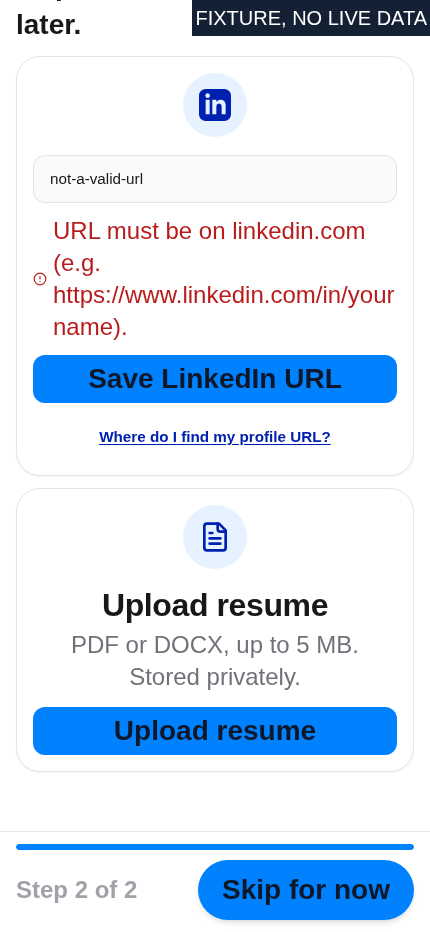 later.
FIXTURE, NO LIVE DATA
in
not-a-valid-url
URL must be on linkedin.com
(e.g.
https://www.linkedin.com/in/your
name).
Save LinkedIn URL
Where do I find my profile URL?
Upload resume
PDF or DOCX, up to 5 MB.
Stored privately.
Upload resume
Step 2 of 2
Skip for now